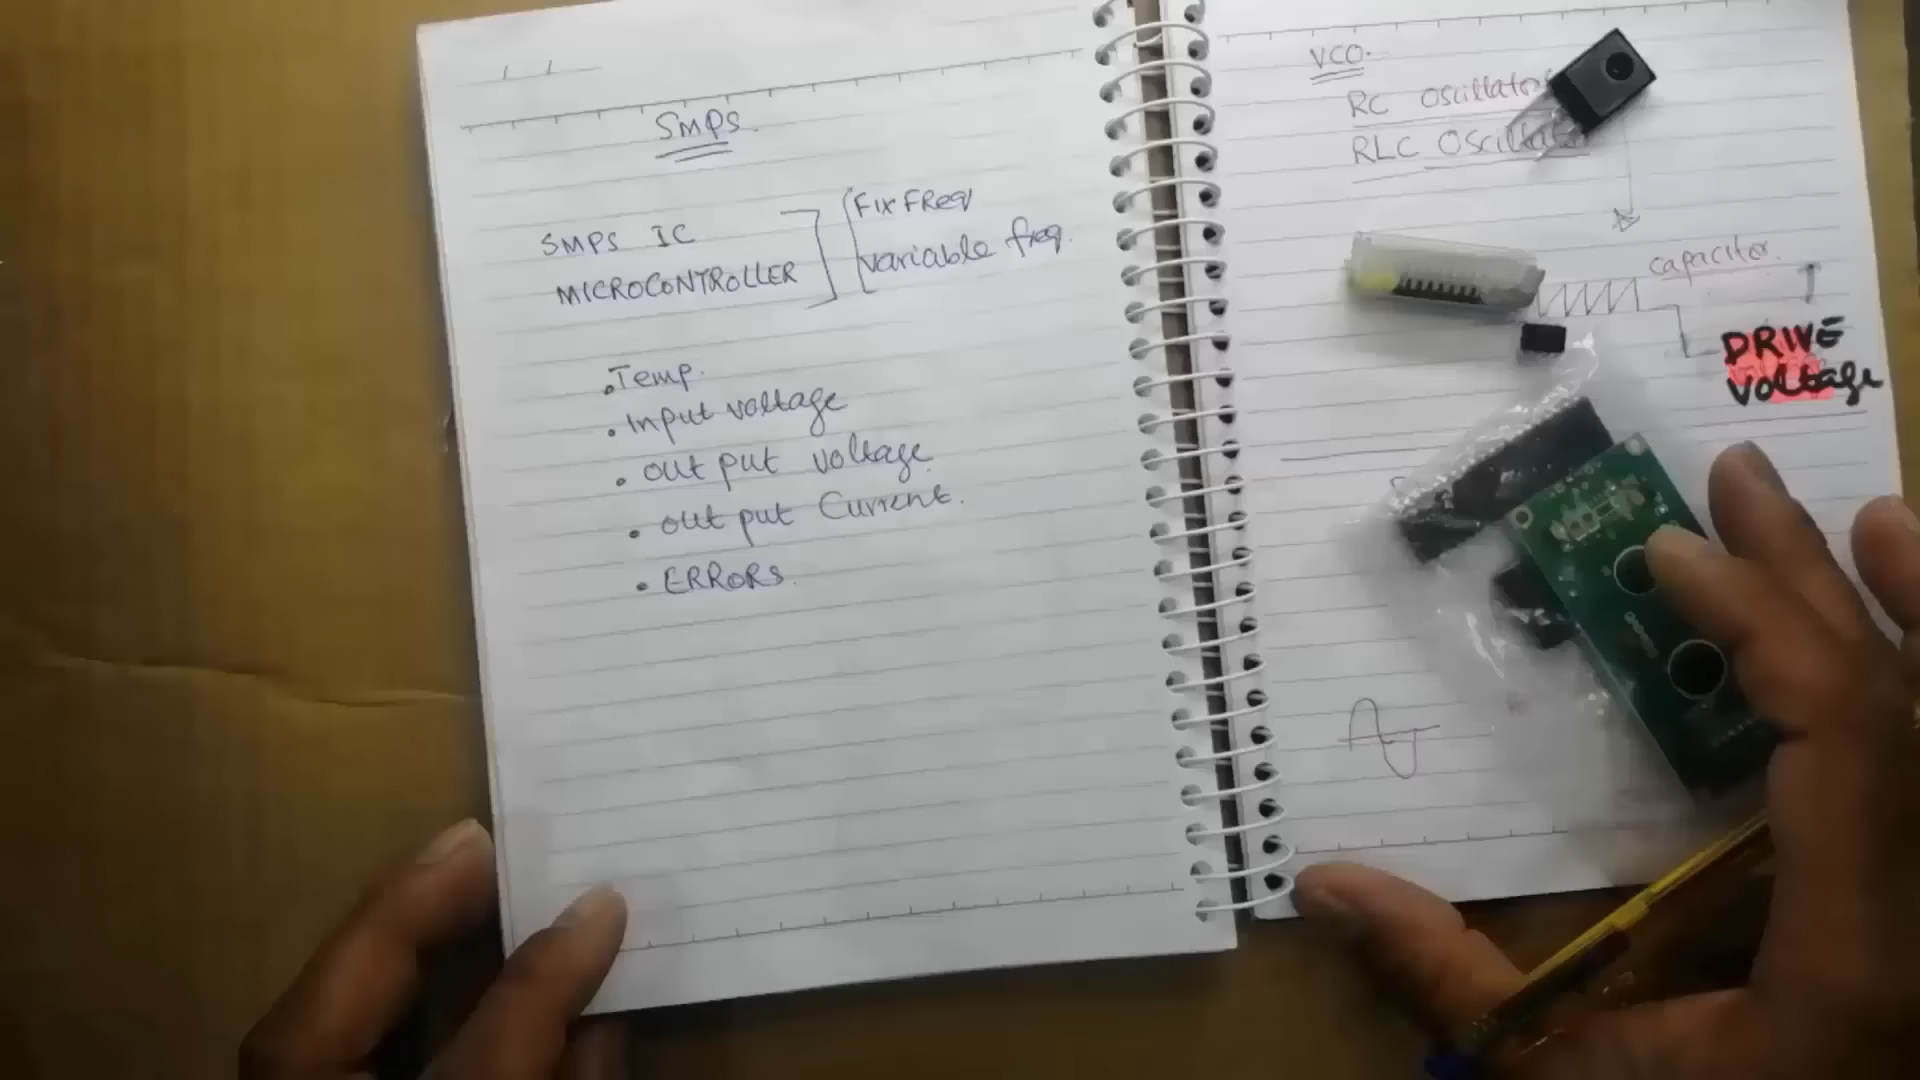 SMPS.
SMPS IC
MICROCONTROLLER
Fix FReq
variable freq.
. Temp.
. Input voltage
. out put voltage
. out put Current.
. ERRORS.
VCO.
RC oscillator
RLC Oscillator
capacitor.
DRIVE
Voltage